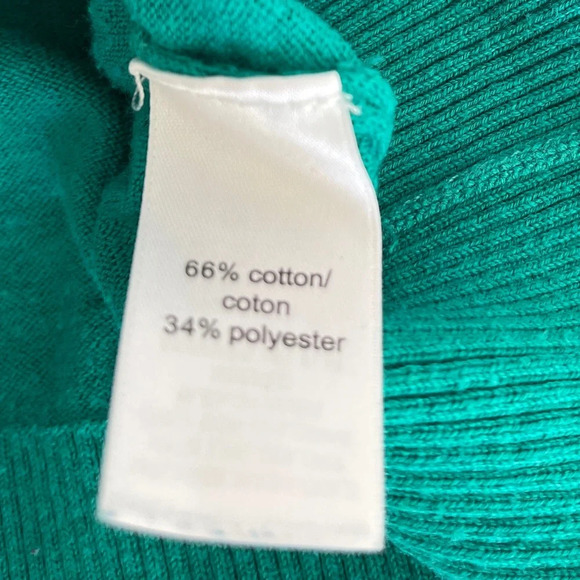 66% cotton/
coton
34% polyester